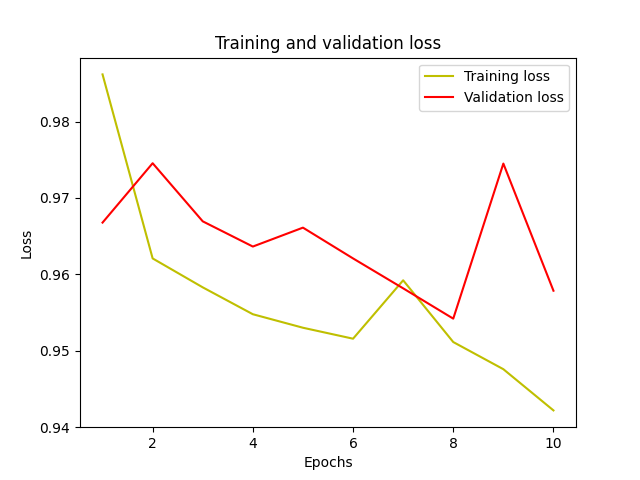 Training and validation loss
Training loss
Validation loss
0.98
0.97
0.96
0.95
0.94
Loss
2
4
6
8
10
Epochs